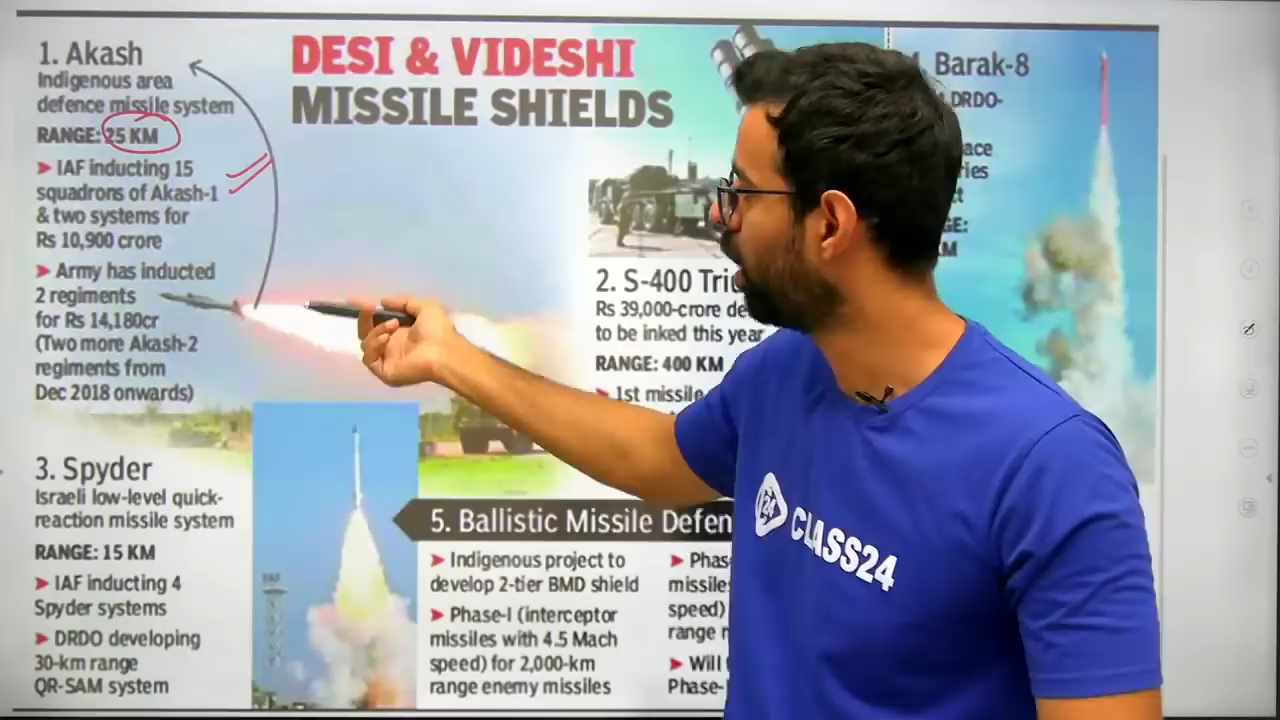 1. Akash
Indigenous area
defence missile system
RANGE: 25 KM
➤ IAF inducting 15
squadrons of Akash-1
& two systems for
Rs 10,900 crore
➤ Army has inducted
2 regiments
for Rs 14,180cr
(Two more Akash-2
regiments from
Dec 2018 onwards)
DESI & VIDESHI
MISSILE SHIELDS
2. S-400
Rs 39,000-crore
to be inked this year
RANGE: 400 KM
➤ 1st missile
3. Spyder
Israeli low-level quick-
reaction missile system
RANGE: 15 KM
➤ IAF inducting 4
Spyder systems
➤ DRDO developing
30-km range
QR-SAM system
Barak-8
DRDO-
5. Ballistic Missile
➤ Indigenous project to
develop 2-tier BMD shield
➤ Phase-I (interceptor
missiles with 4.5 Mach
speed) for 2,000-km
range enemy missiles
➤
speed)
range
➤ Will
24
CLASS24